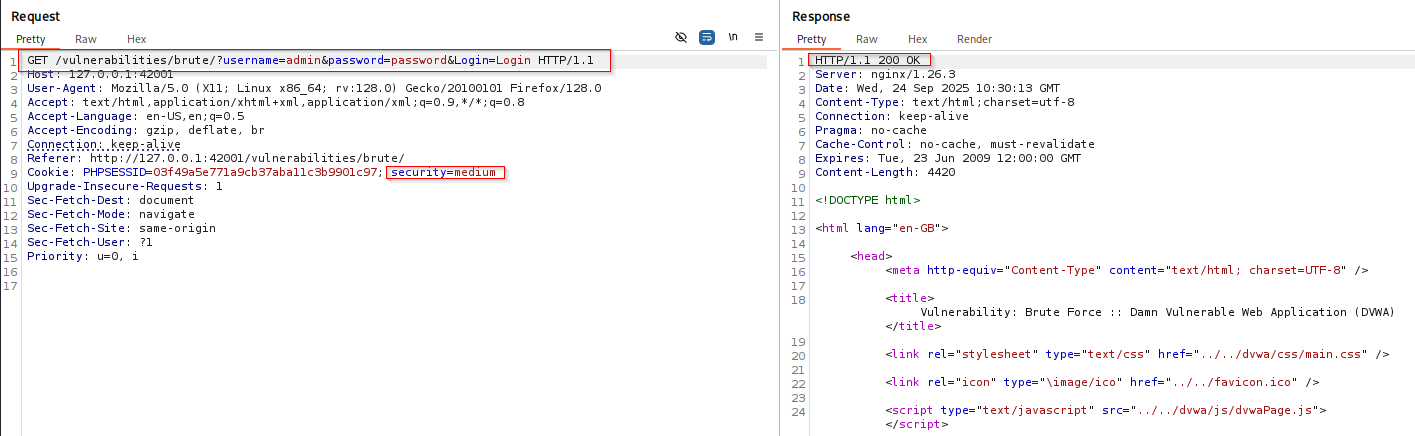 Request
Pretty Raw Hex
\n
1 GET /vulnerabilities/brute/?username=admin&password=password&Login=Login HTTP/1.1
2 Host: 127.0.0.1:42001
3 User-Agent: Mozilla/5.0 (X11; Linux x86_64; rv:128.0) Gecko/20100101 Firefox/128.0
4 Accept: text/html,application/xhtml+xml,application/xml;q=0.9,*/*;q=0.8
5 Accept-Language: en-US,en;q=0.5
6 Accept-Encoding: gzip, deflate, br
7 Connection: keep-alive
8 Referer: http://127.0.0.1:42001/vulnerabilities/brute/
9 Cookie: PHPSESSID=03f49a5e771a9cb37aba11c3b9901c97; security=medium
10 Upgrade-Insecure-Requests: 1
11 Sec-Fetch-Dest: document
12 Sec-Fetch-Mode: navigate
13 Sec-Fetch-Site: same-origin
14 Sec-Fetch-User: ?1
15 Priority: u=0, i
16
17
Response
Pretty Raw Hex Render
1 HTTP/1.1 200 OK
2 Server: nginx/1.26.3
3 Date: Wed, 24 Sep 2025 10:30:13 GMT
4 Content-Type: text/html;charset=utf-8
5 Connection: keep-alive
6 Pragma: no-cache
7 Cache-Control: no-cache, must-revalidate
8 Expires: Tue, 23 Jun 2009 12:00:00 GMT
9 Content-Length: 4420
10
11 <!DOCTYPE html>
12
13 <html lang="en-GB">
14
15 <head>
16 <meta http-equiv="Content-Type" content="text/html; charset=UTF-8" />
17
18 <title>
Vulnerability: Brute Force :: Damn Vulnerable Web Application (DVWA)
</title>
19
20 <link rel="stylesheet" type="text/css" href="../../dvwa/css/main.css" />
21
22 <link rel="icon" type="\image/ico" href="../../favicon.ico" />
23
24 <script type="text/javascript" src="../../dvwa/js/dvwaPage.js">
</script>